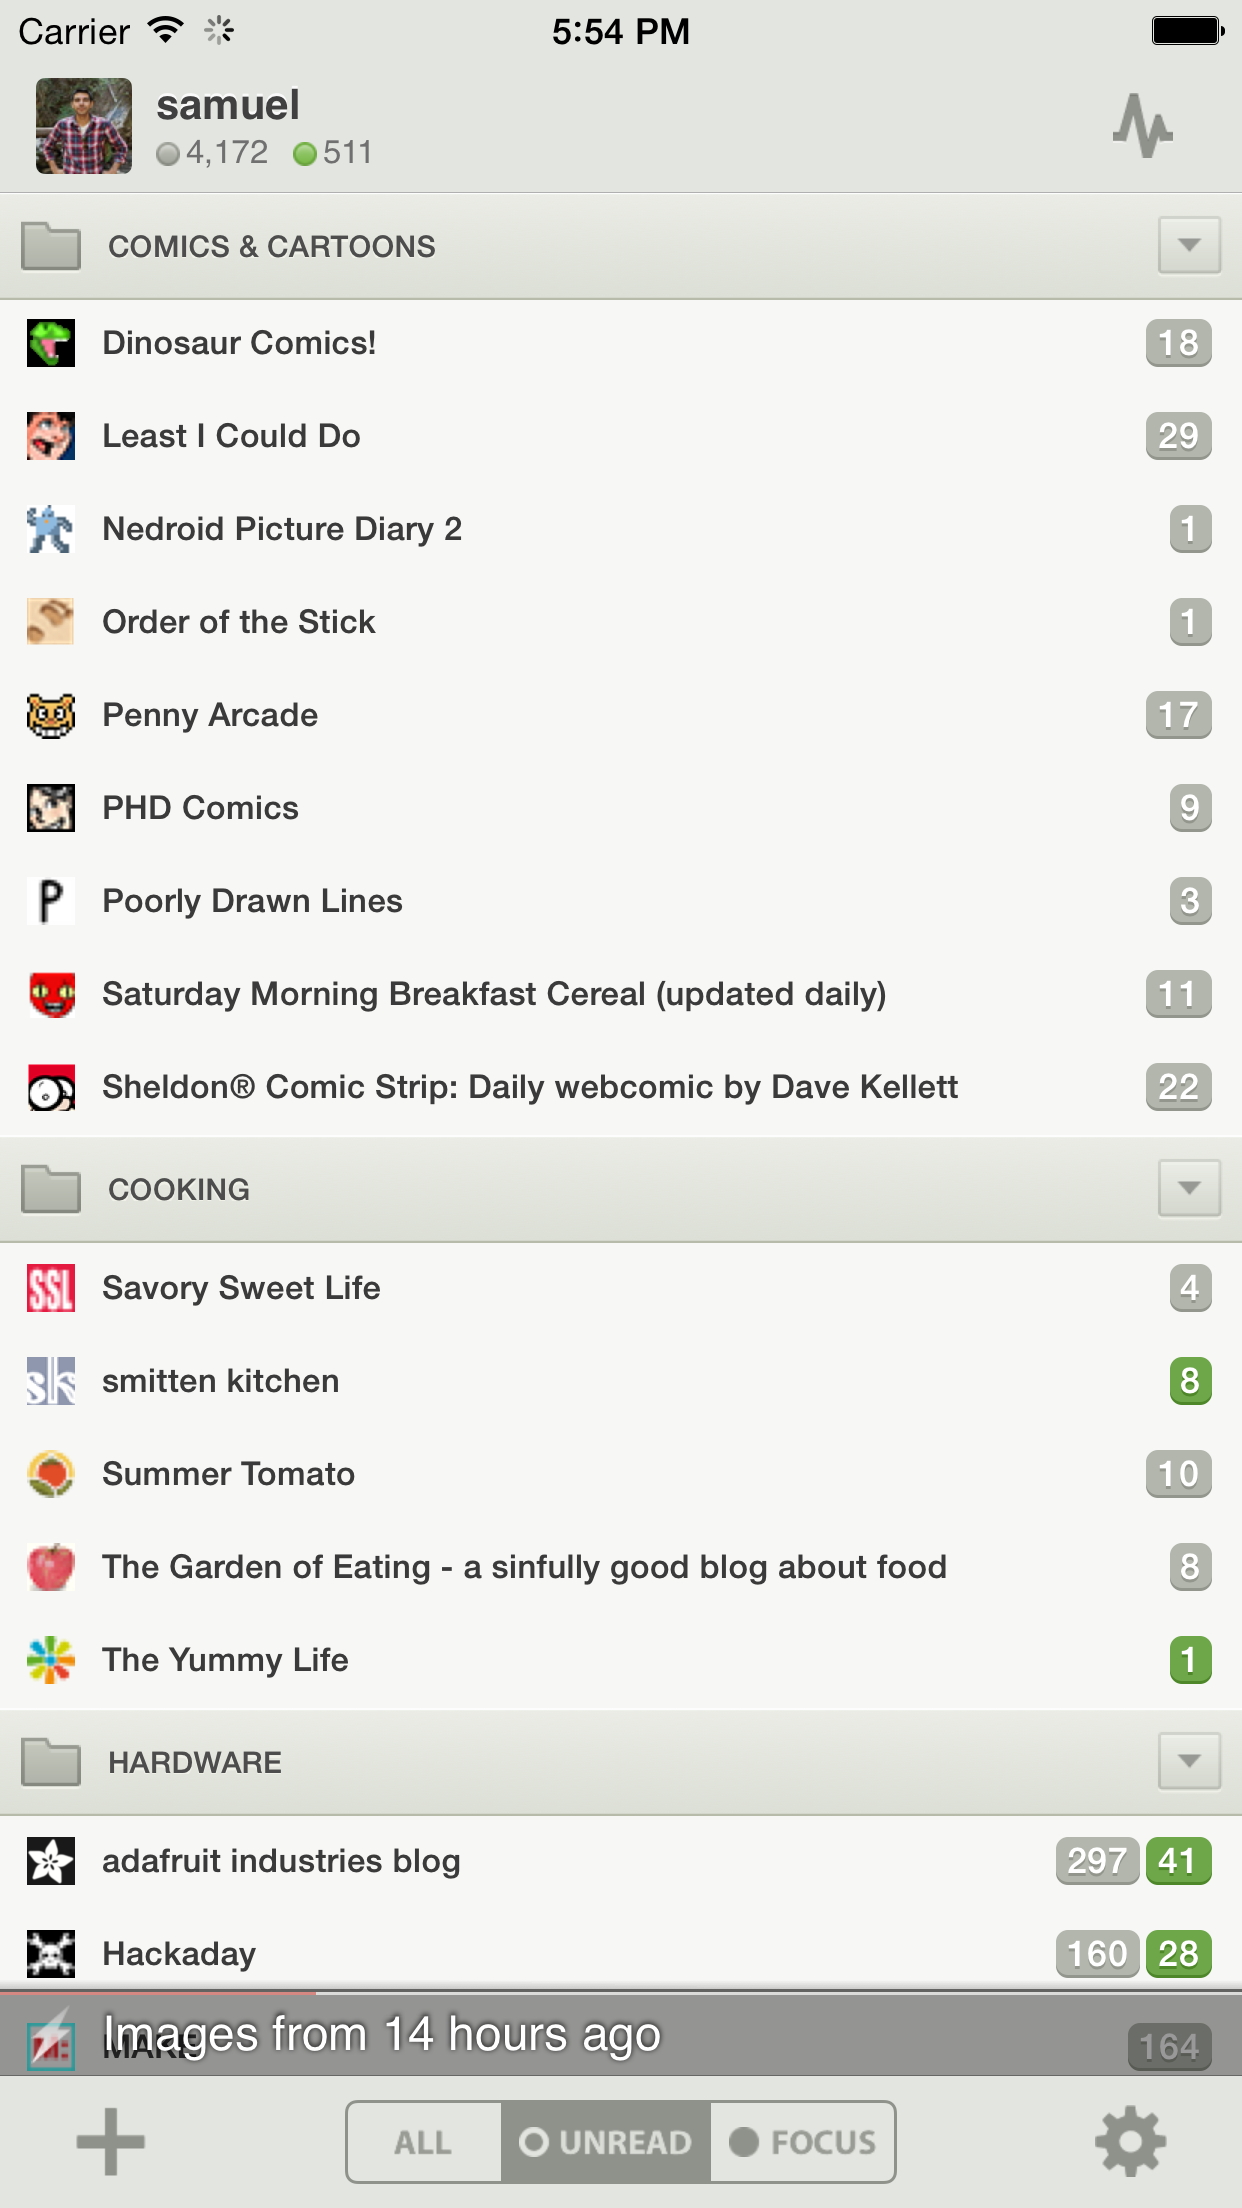 Carrier 5:54 PM
samuel
4,172 511
COMICS & CARTOONS
Dinosaur Comics! 18
Least I Could Do 29
Nedroid Picture Diary 2 1
Order of the Stick 1
Penny Arcade 17
PHD Comics 9
P Poorly Drawn Lines 3
Saturday Morning Breakfast Cereal (updated daily) 11
Sheldon® Comic Strip: Daily webcomic by Dave Kellett 22
COOKING
SSL Savory Sweet Life 4
sk smitten kitchen 8
Summer Tomato 10
The Garden of Eating - a sinfully good blog about food 8
The Yummy Life 1
HARDWARE
adafruit industries blog 297 41
Hackaday 160 28
M: MAKE 164
Images from 14 hours ago
ALL UNREAD FOCUS